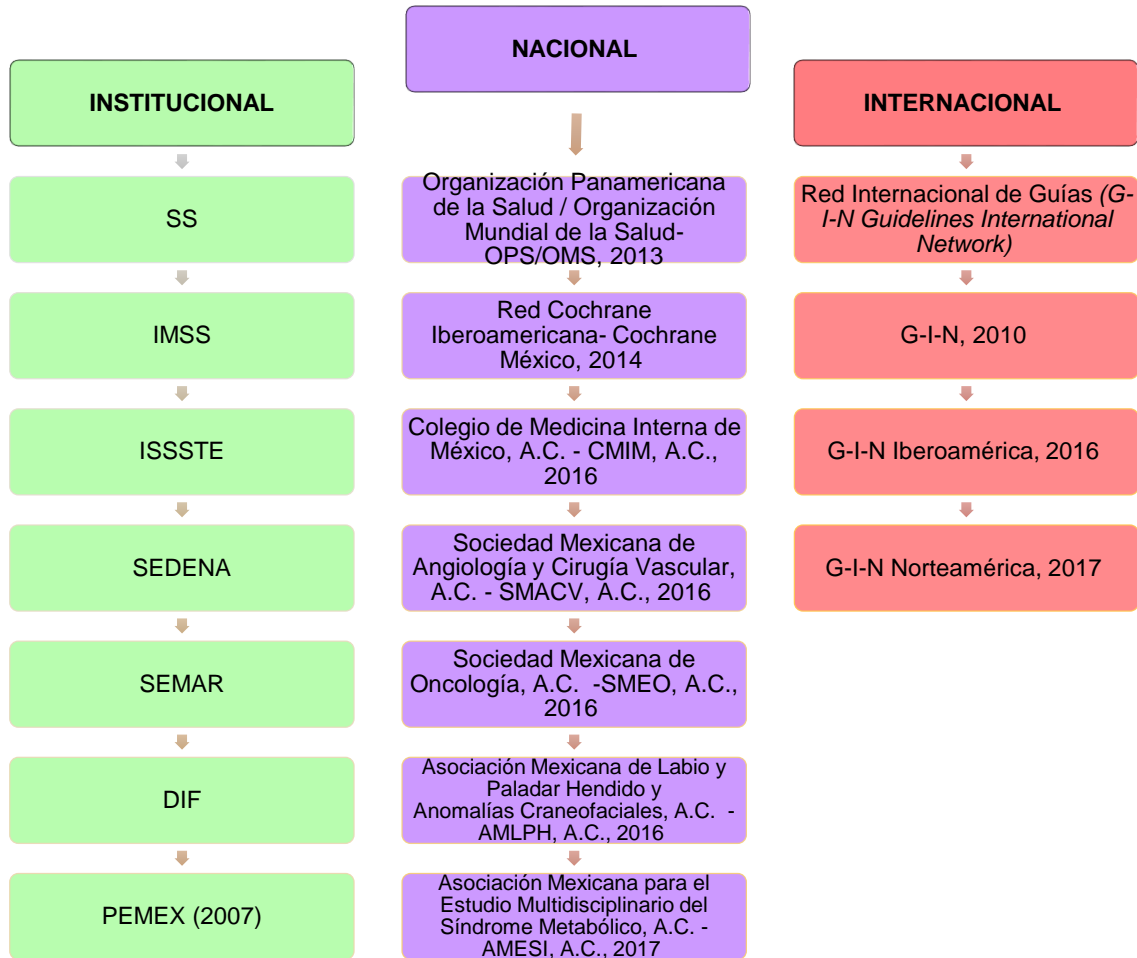 INSTITUCIONAL
SS
IMSS
ISSSTE
SEDENA
SEMAR
DIF
PEMEX (2007)
NACIONAL
Organización Panamericana
de la Salud / Organización
Mundial de la Salud-
OPS/OMS, 2013
Red Cochrane
Iberoamericana- Cochrane
México, 2014
Colegio de Medicina Interna de
México, A.C. - CMIM, A.C.,
2016
Sociedad Mexicana de
Angiología y Cirugía Vascular,
A.C. - SMACV, A.C., 2016
Sociedad Mexicana de
Oncología, A.C. -SMEO, A.C.,
2016
Asociación Mexicana de Labio y
Paladar Hendido y
Anomalías Craneofaciales, A.C. -
AMLPH, A.C., 2016
Asociación Mexicana para el
Estudio Multidisciplinario del
Síndrome Metabólico, A.C. -
AMESI, A.C., 2017
INTERNACIONAL
Red Internacional de Guías (G-
I-N Guidelines International
Network)
G-I-N, 2010
G-I-N Iberoamérica, 2016
G-I-N Norteamérica, 2017